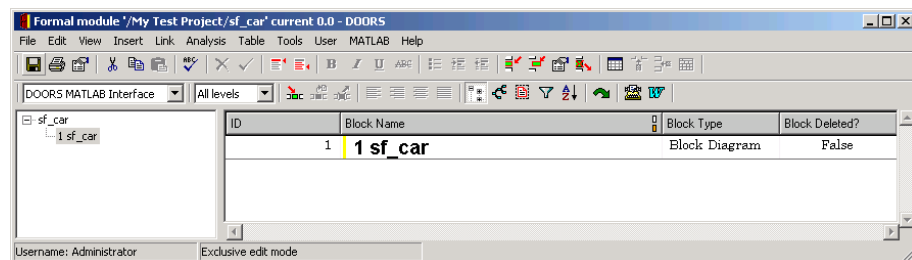 Formal module '/My Test Project/sf_car' current 0.0 - DOORS
File Edit View Insert Link Analysis Table Tools User MATLAB Help
ABC B I U ABC
DOORS MATLAB Interface All levels W
sf_car ID Block Name Block Type Block Deleted?
1 sf_car 1 1 sf_car Block Diagram False
Username: Administrator Exclusive edit mode